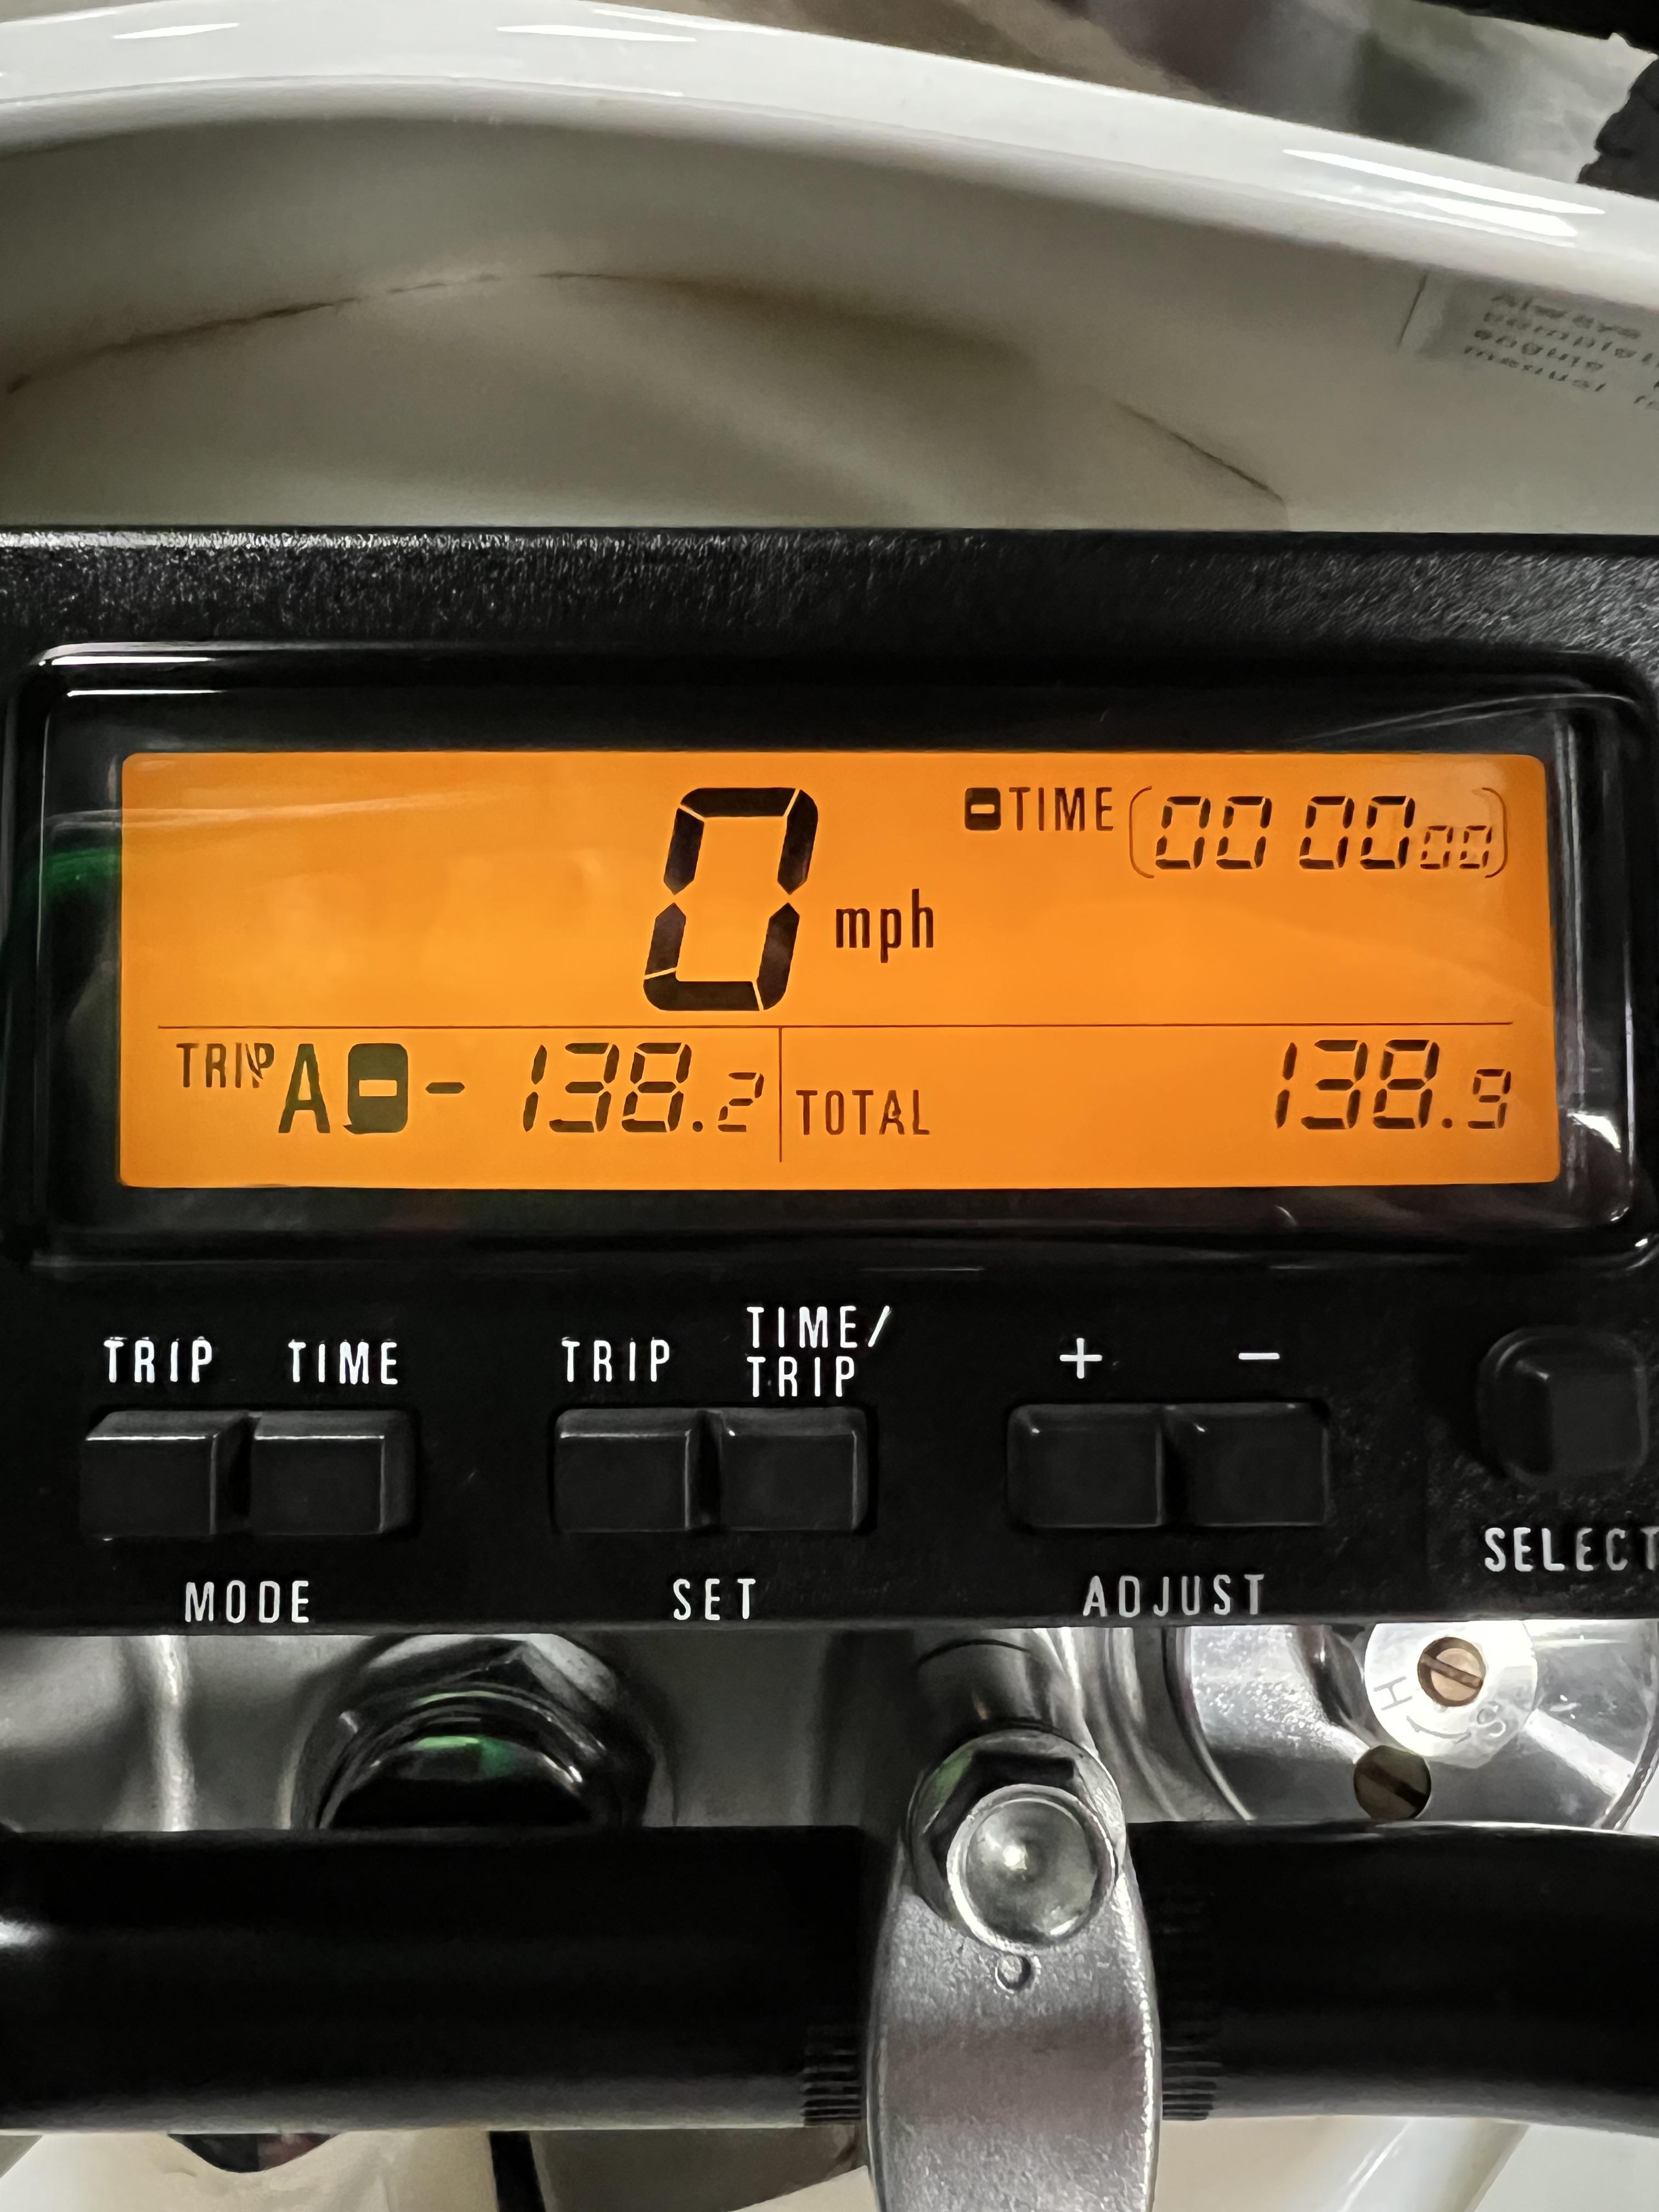 Always
0
mph
TIME 00 00 00
TRIP A - 138.2
TOTAL 138.9
TRIP TIME
TRIP TIME/
TRIP
+ -
SELECT
MODE SET ADJUST
H S